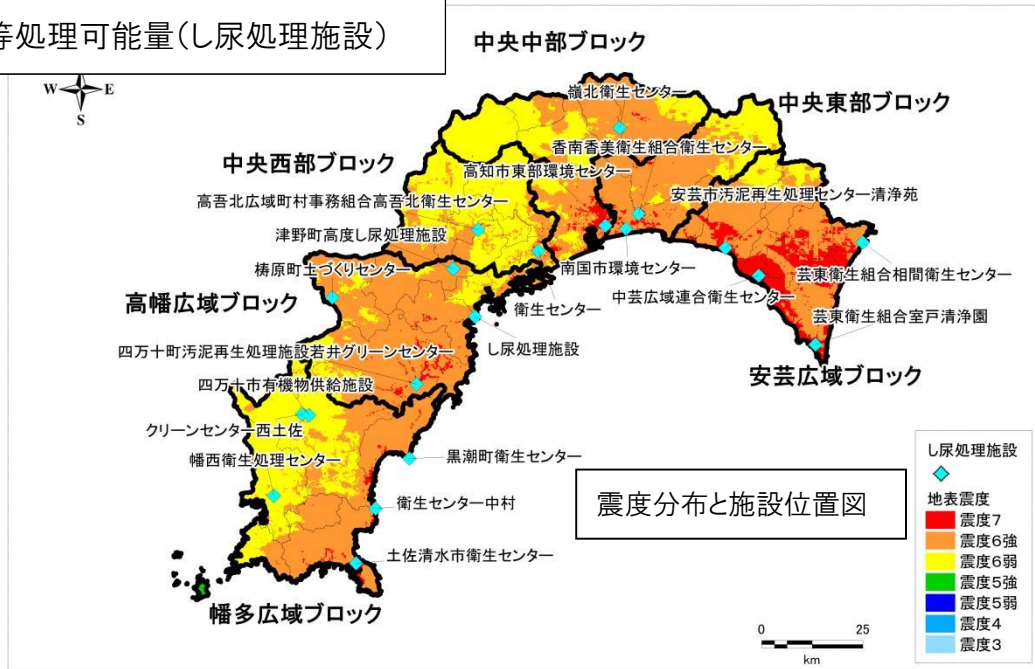 等処理可能量(し尿処理施設)
W E
S
中央中部ブロック
嶺北衛生センター
中央東部ブロック
香南香美衛生組合衛生センター
中央西部ブロック
高知市東部環境センター
安芸市汚泥再生処理センター清浄苑
高吾北広域町村事務組合高吾北衛生センター
津野町高度し尿処理施設
梼原町土づくりセンター
南国市環境センター
芸東衛生組合相間衛生センター
中芸広域連合衛生センター
高幡広域ブロック
衛生センター
芸東衛生組合室戸清浄園
し尿処理施設
四万十町汚泥再生処理施設若井グリーンセンター
安芸広域ブロック
四万十市有機物供給施設
クリーンセンター西土佐
黒潮町衛生センター
幡西衛生処理センター
衛生センター中村
震度分布と施設位置図
土佐清水市衛生センター
幡多広域ブロック
し尿処理施設
地表震度
震度7
震度6強
震度6弱
震度5強
震度5弱
震度4
震度3
0 25
km